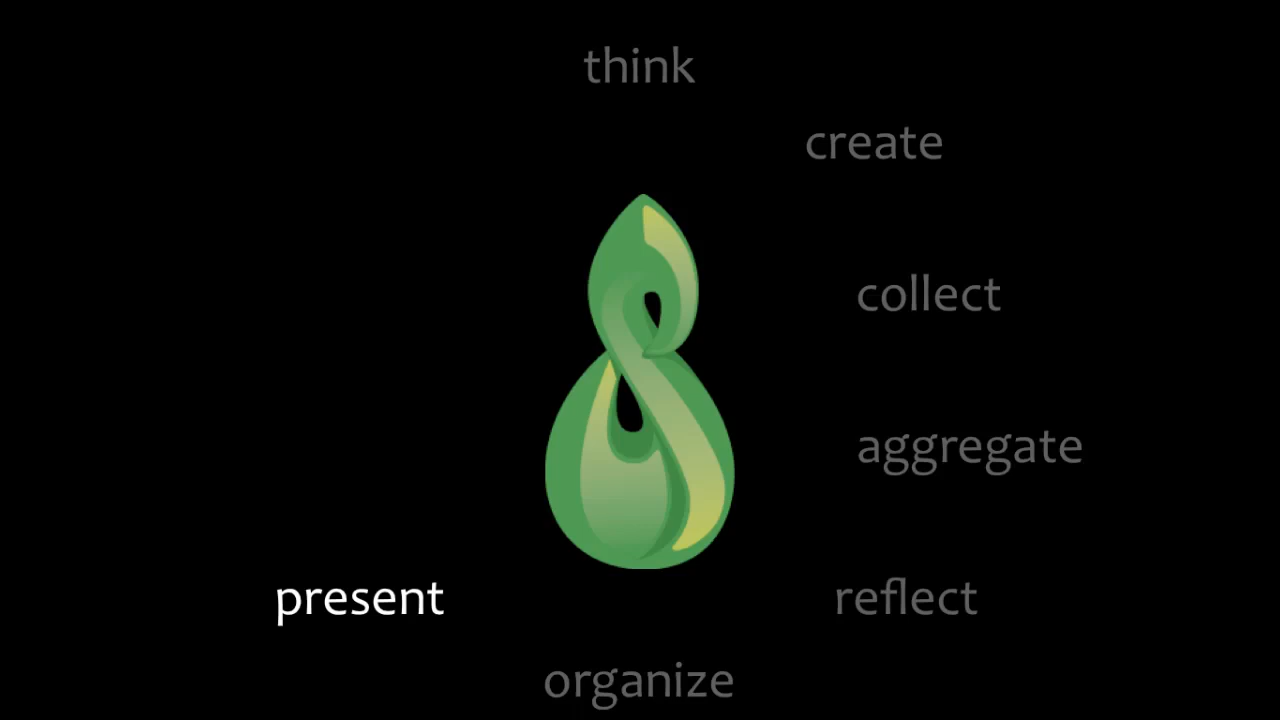 think
create
collect
aggregate
reflect
organize
present